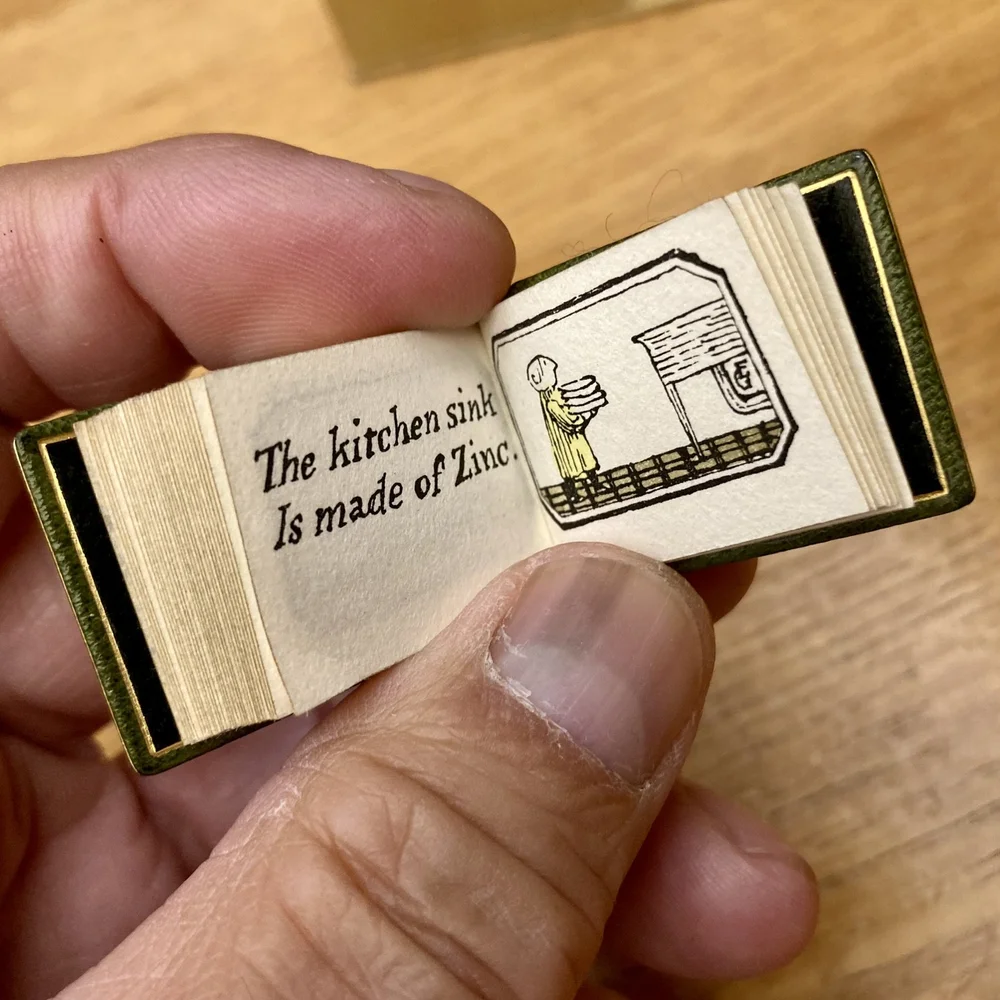 The kitchen sink
Is made of Zinc.